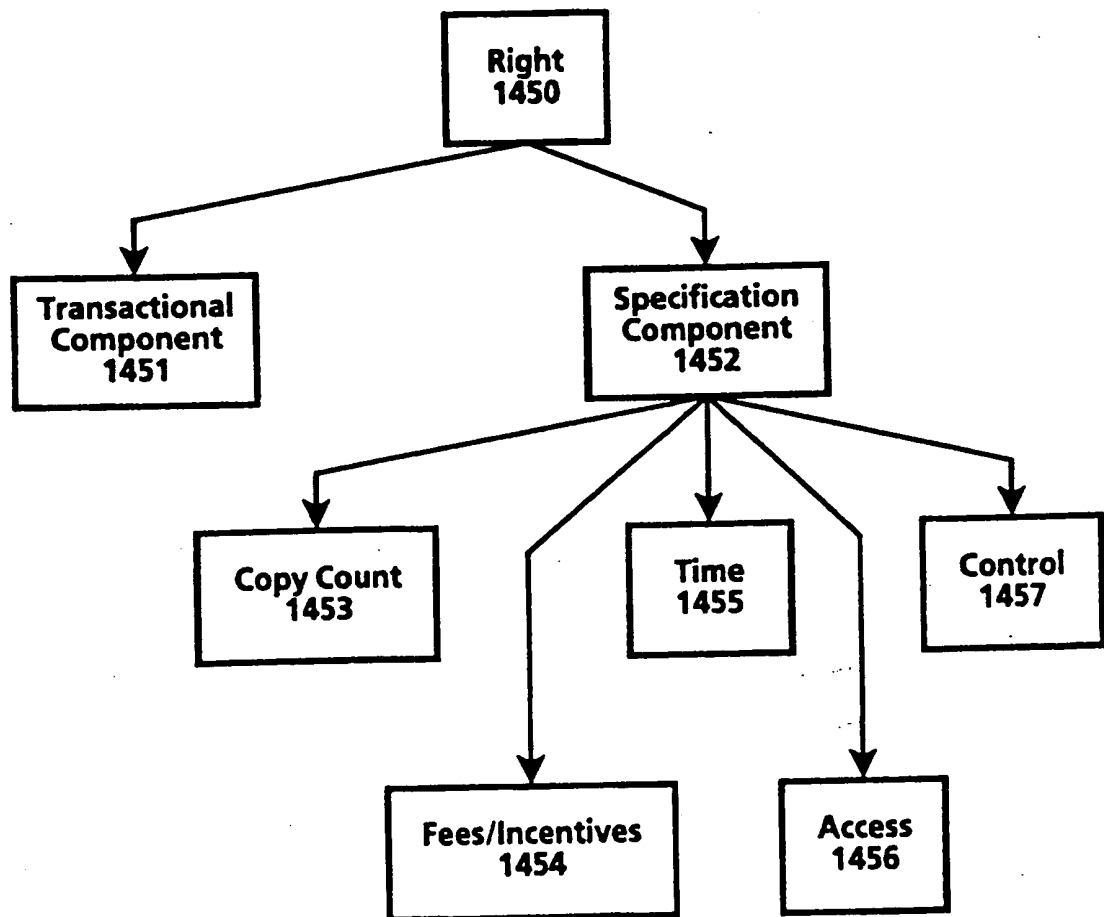 Right
1450
Transactional
Component
1451
Specification
Component
1452
Copy Count
1453
Time
1455
Control
1457
Fees/Incentives
1454
Access
1456